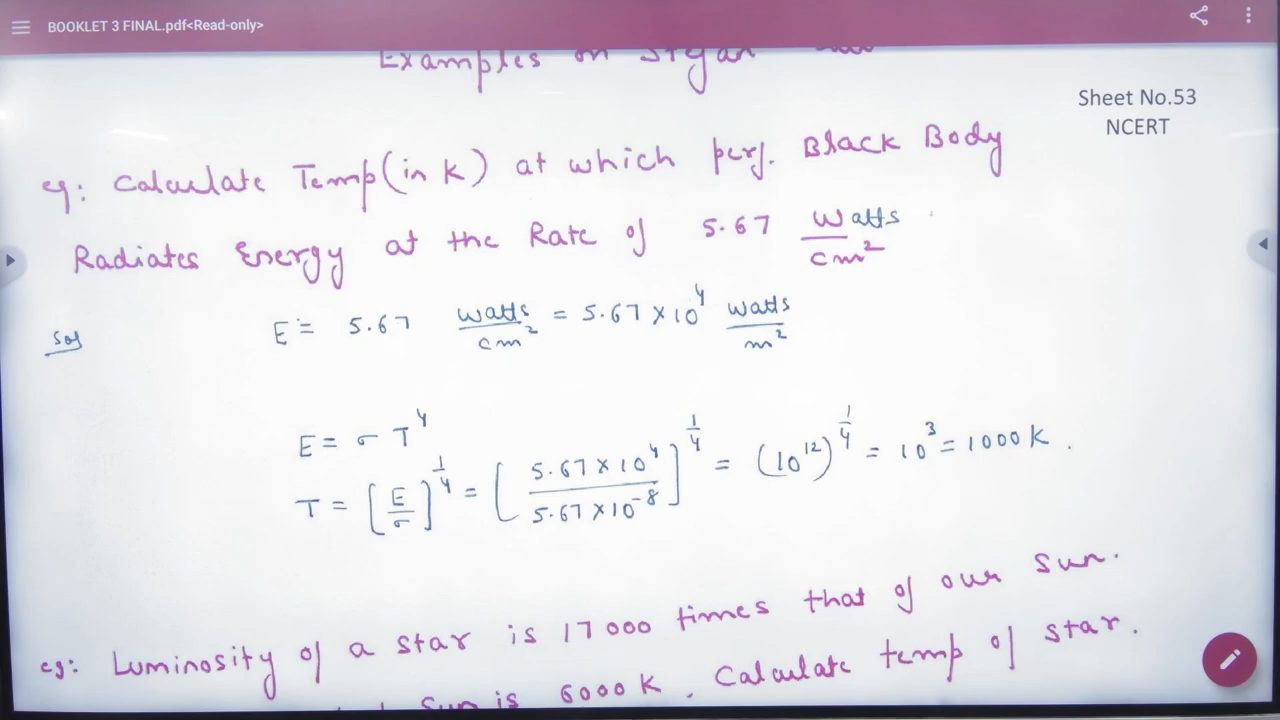 BOOKLET 3 FINAL.pdf<Read-only>
Examples on
Sheet No.53
NCERT
eg: Calculate Temp (in K) at which perf. Black Body
Radiates Energy at the Rate of 5.67 Watts/cm²
Sol E = 5.67 watts/cm² = 5.67 × 10⁴ watts/m²
E = σ T⁴
T = [E/σ]^1/4 = [5.67 × 10⁴ / 5.67 × 10⁻⁸]^1/4 = (10¹²)^1/4 = 10³ = 1000 K.
eg: Luminosity of a star is 17000 times that of our sun.
Sun is 6000 K. Calculate temp of star.